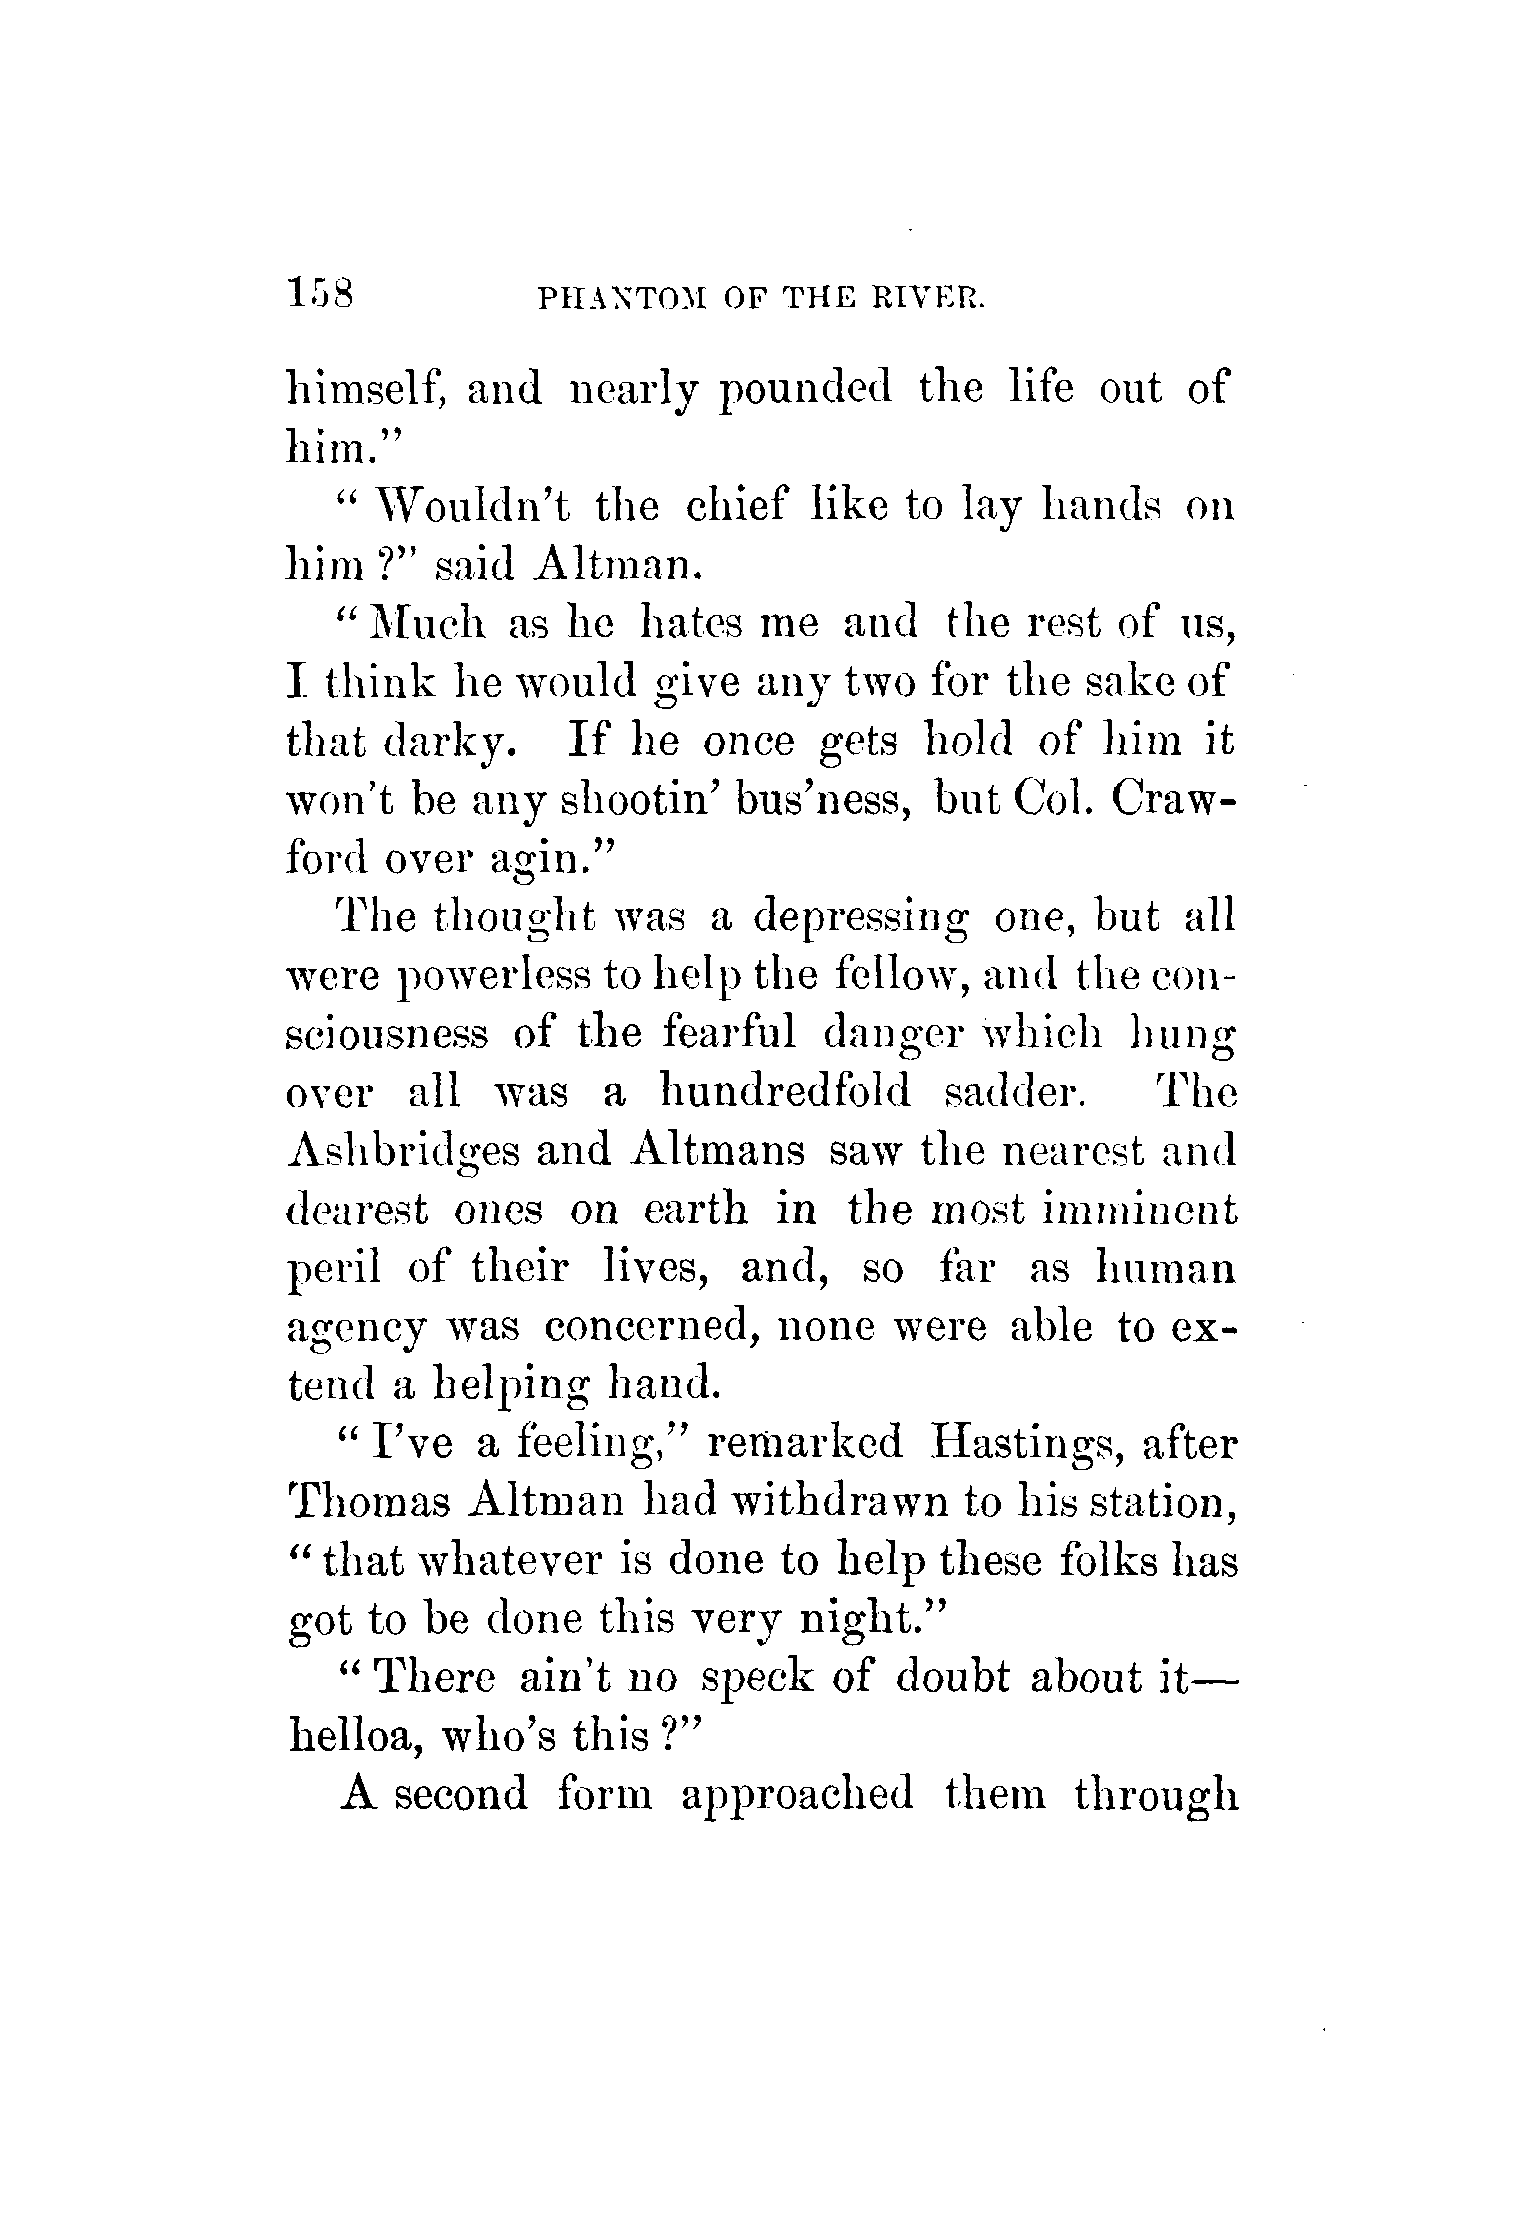 158 PHANTOM OF THE RIVER.
himself, and nearly pounded the life out of
him."
" Wouldn't the chief like to lay hands on
him ?" said Altman.
" Much as he hates me and the rest of us,
I think he would give any two for the sake of
that darky. If he once gets hold of him it
won't be any shootin' bus'ness, but Col. Craw-
ford over agin."
The thought was a depressing one, but all
were powerless to help the fellow, and the con-
sciousness of the fearful danger which hung
over all was a hundredfold sadder. The
Ashbridges and Altmans saw the nearest and
dearest ones on earth in the most imminent
peril of their lives, and, so far as human
agency was concerned, none were able to ex-
tend a helping hand.
" I've a feeling," remarked Hastings, after
Thomas Altman had withdrawn to his station,
" that whatever is done to help these folks has
got to be done this very night."
" There ain't no speck of doubt about it—
helloa, who's this ?"
A second form approached them through